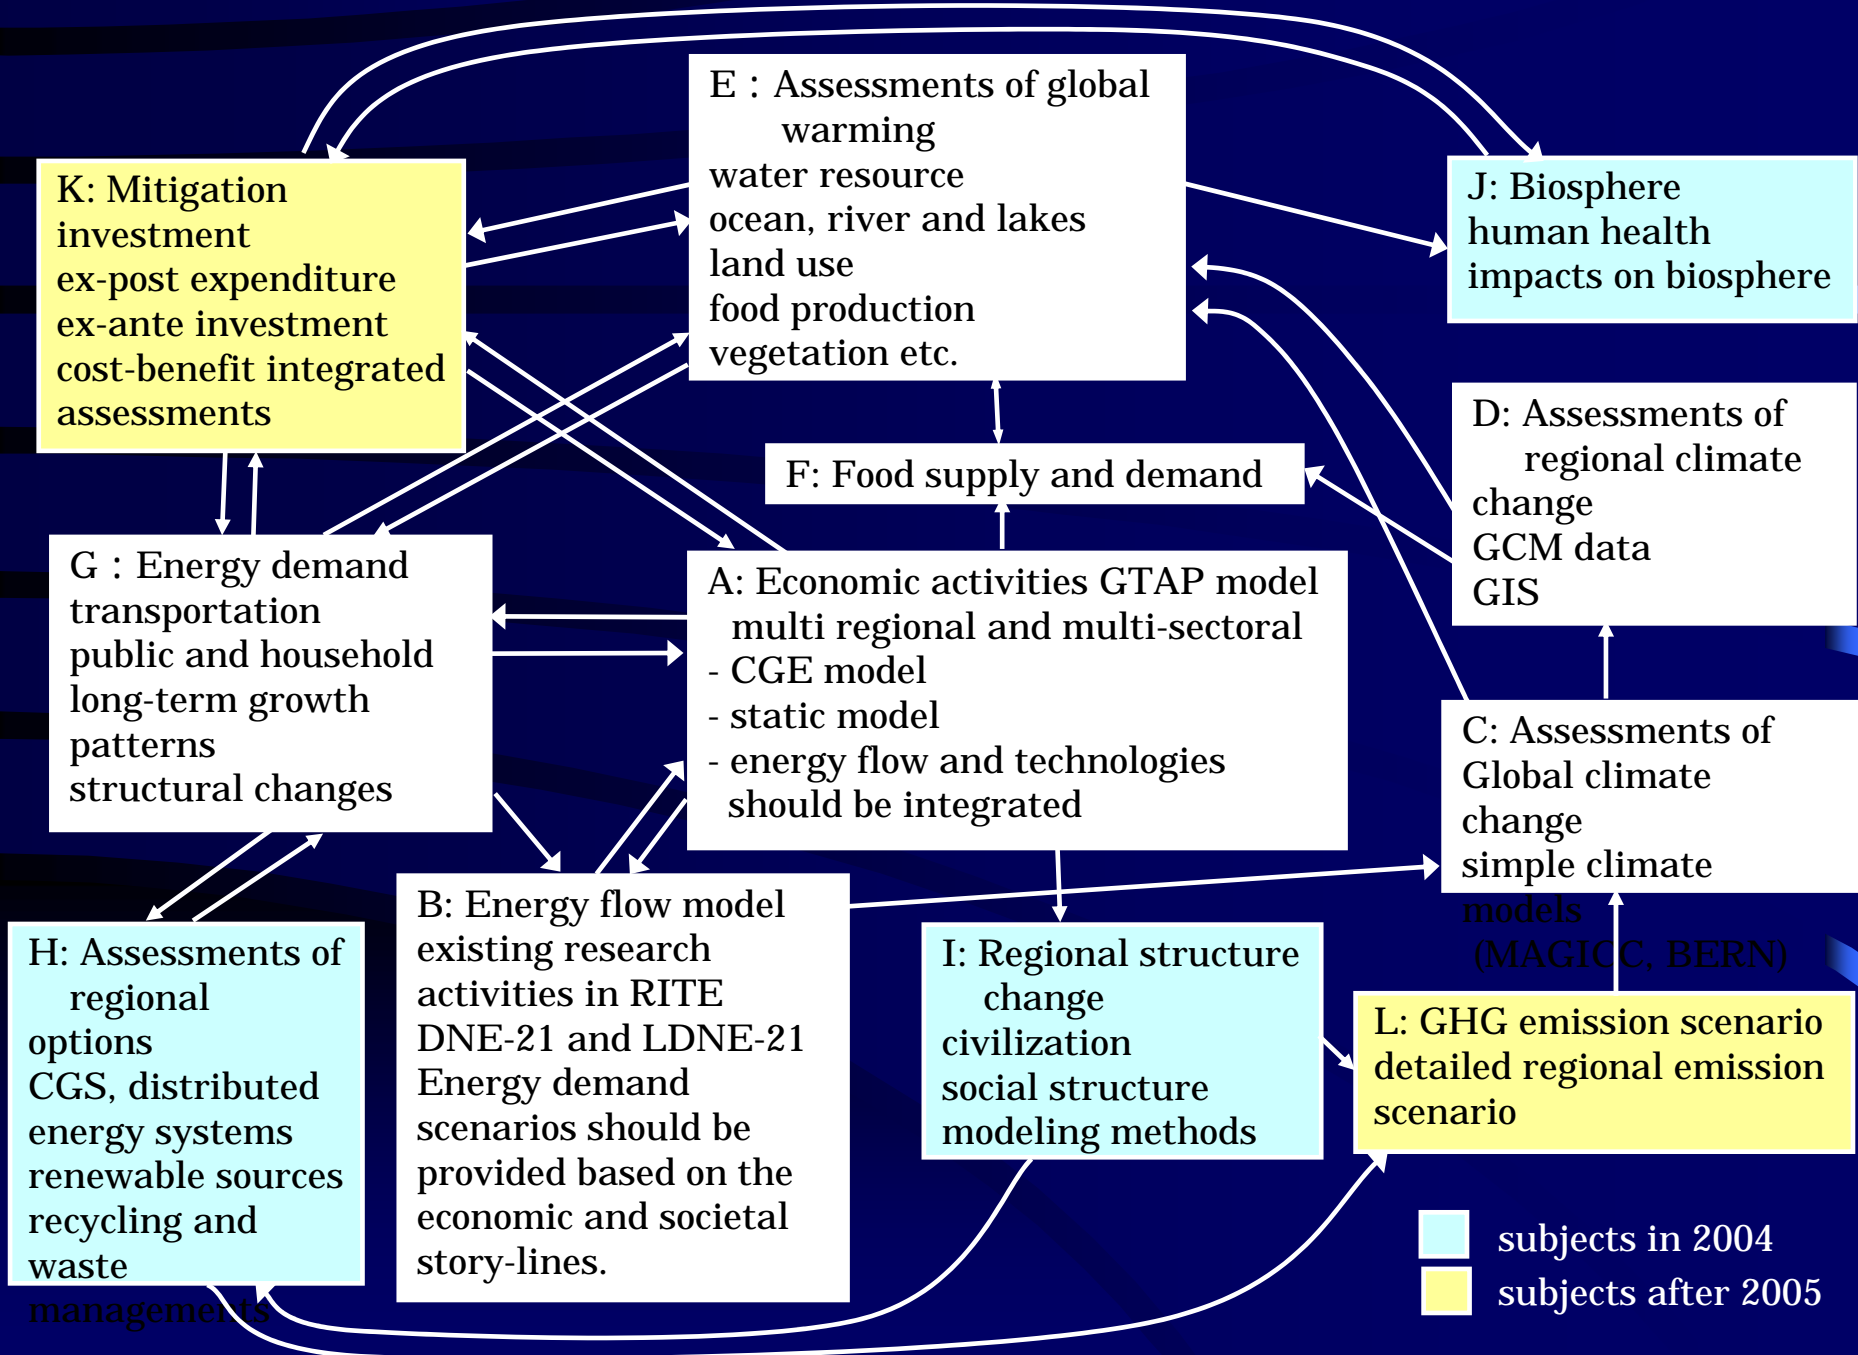 E : Assessments of global
warming
water resource
ocean, river and lakes
land use
food production
vegetation etc.
K: Mitigation
investment
ex-post expenditure
ex-ante investment
cost-benefit integrated
assessments
J: Biosphere
human health
impacts on biosphere
D: Assessments of
regional climate
change
GCM data
GIS
F: Food supply and demand
G : Energy demand
transportation
public and household
long-term growth
patterns
structural changes
A: Economic activities GTAP model
multi regional and multi-sectoral
- CGE model
- static model
- energy flow and technologies
should be integrated
C: Assessments of
Global climate
change
simple climate
models
(MAGICC, BERN)
B: Energy flow model
existing research
activities in RITE
DNE-21 and LDNE-21
Energy demand
scenarios should be
provided based on the
economic and societal
story-lines.
H: Assessments of
regional
options
CGS, distributed
energy systems
renewable sources
recycling and
waste
managements
I: Regional structure
change
civilization
social structure
modeling methods
L: GHG emission scenario
detailed regional emission
scenario
subjects in 2004
subjects after 2005